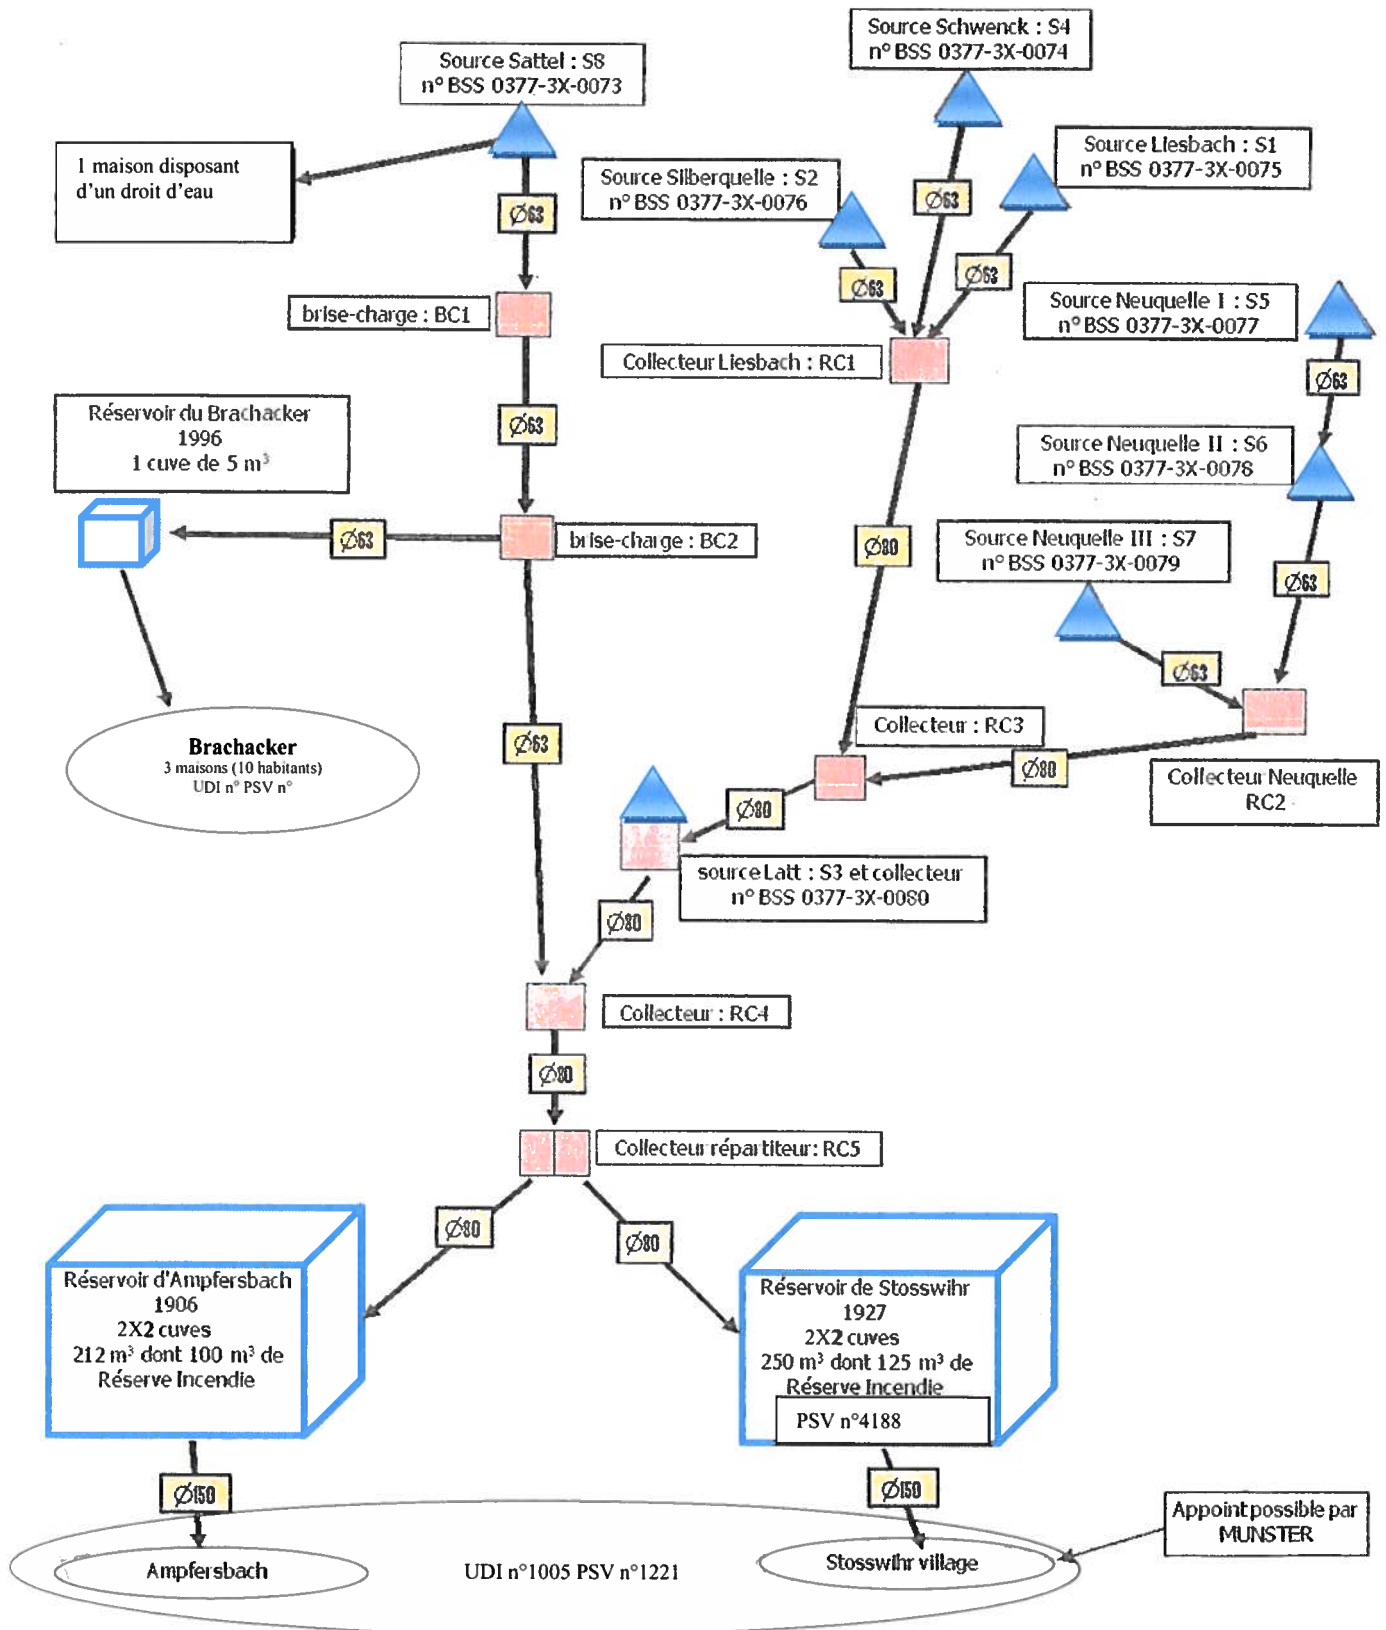 Source Schwenck : S4
n° BSS 0377-3X-0074
Source Sattel : S8
n° BSS 0377-3X-0073
1 maison disposant
d'un droit d'eau
Source Liesbach : S1
n° BSS 0377-3X-0075
Source Silberquelle : S2
n° BSS 0377-3X-0076
Ø63
Ø63
Ø63
Ø63
brise-charge : BC1
Source Neuquelle I : S5
n° BSS 0377-3X-0077
Collecteur Liesbach : RC1
Ø63
Réservoir du Brachacker
1996
1 cuve de 5 m³
Ø63
Source Neuquelle II : S6
n° BSS 0377-3X-0078
Ø63
brise-charge : BC2
Ø80
Source Neuquelle III : S7
n° BSS 0377-3X-0079
Ø63
Ø63
Brachacker
3 maisons (10 habitants)
UDI n° PSV n°
Ø63
Collecteur : RC3
Ø80
Collecteur Neuquelle
RC2
Ø80
source Latt : S3 et collecteur
n° BSS 0377-3X-0080
Ø80
Collecteur : RC4
Ø80
Collecteur répartiteur: RC5
Ø80
Ø80
Réservoir d'Ampfersbach
1906
2X2 cuves
212 m³ dont 100 m³ de
Réserve Incendie
Réservoir de Stosswihr
1927
2X2 cuves
250 m³ dont 125 m³ de
Réserve Incendie
PSV n°4188
Ø150
Ø150
Appoint possible par
MUNSTER
Ampfersbach
UDI n°1005 PSV n°1221
Stosswihr village